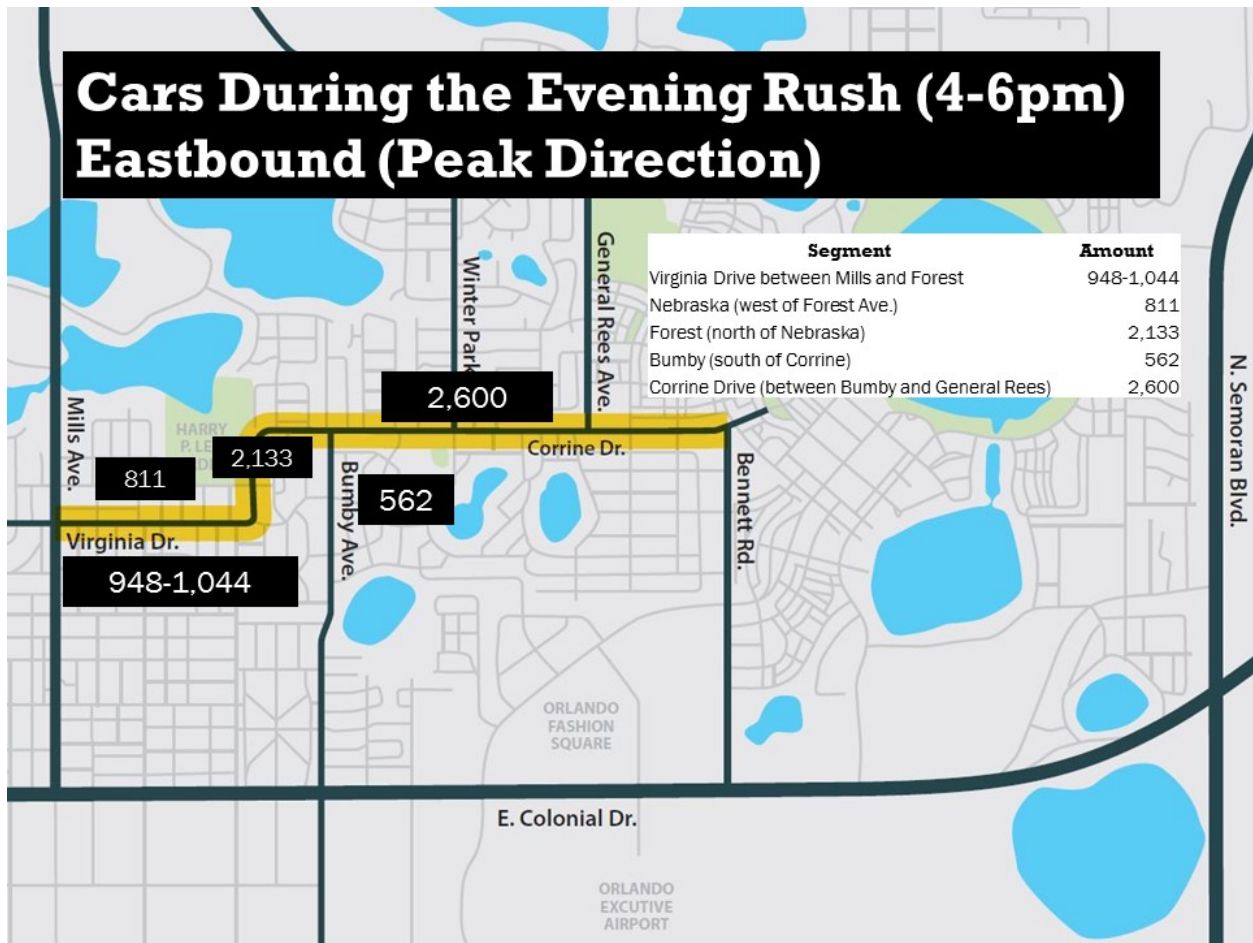 Cars During the Evening Rush (4-6pm)
Eastbound (Peak Direction)
Segment Amount
Virginia Drive between Mills and Forest 948-1,044
Nebraska (west of Forest Ave.) 811
Forest (north of Nebraska) 2,133
Bumby (south of Corrine) 562
Corrine Drive (between Bumby and General Rees) 2,600
Winter Park
General Rees Ave.
N. Semoran Blvd.
2,600
Mills Ave.
HARRY
P. LE
2,133
Corrine Dr.
811
Bumby Ave.
562
Bennett Rd.
Virginia Dr.
948-1,044
ORLANDO
FASHION
SQUARE
E. Colonial Dr.
ORLANDO
EXCUTIVE
AIRPORT